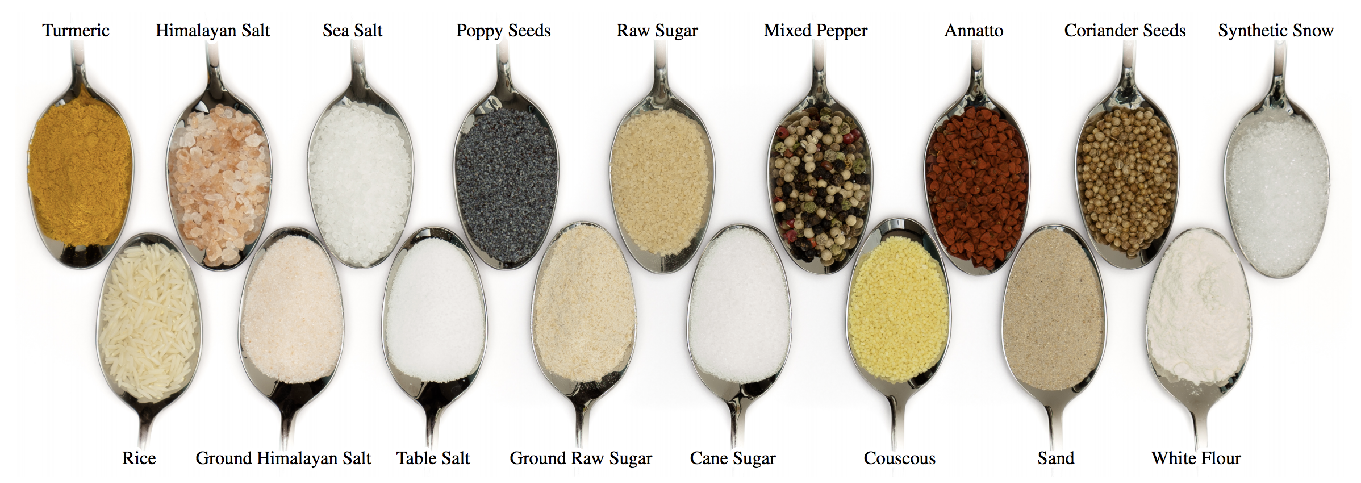 Turmeric Himalayan Salt Sea Salt Poppy Seeds Raw Sugar Mixed Pepper Annatto Coriander Seeds Synthetic Snow
Rice Ground Himalayan Salt Table Salt Ground Raw Sugar Cane Sugar Couscous Sand White Flour